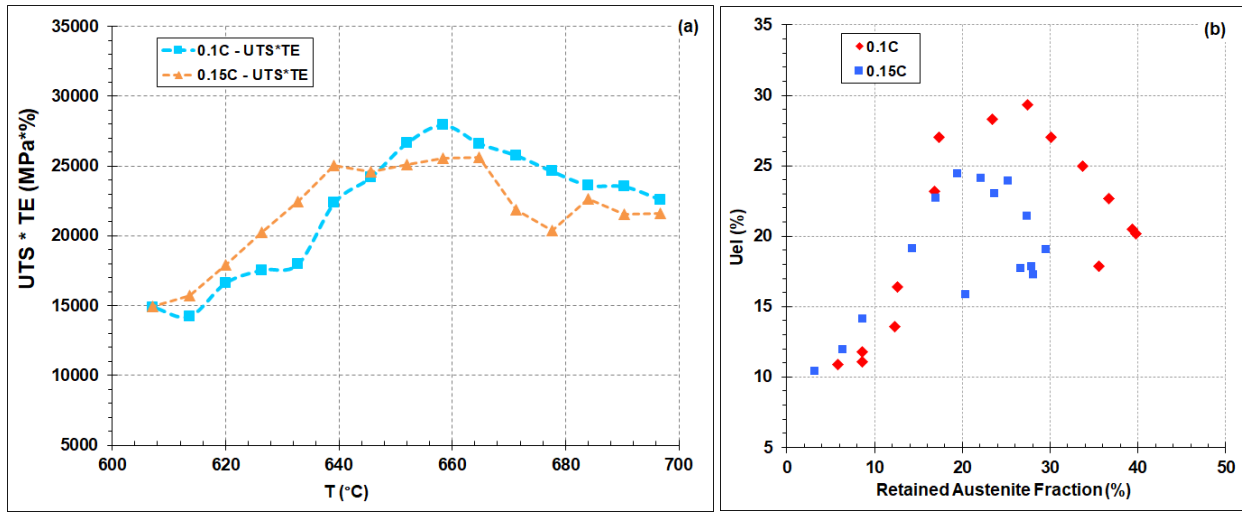 (a)
0.1C - UTS*TE
0.15C - UTS*TE
UTS * TE (MPa*%)
35000
30000
25000
20000
15000
10000
5000
600
620
640
660
680
700
T (°C)
(b)
0.1C
0.15C
Uel (%)
35
30
25
20
15
10
5
0
10
20
30
40
50
Retained Austenite Fraction (%)